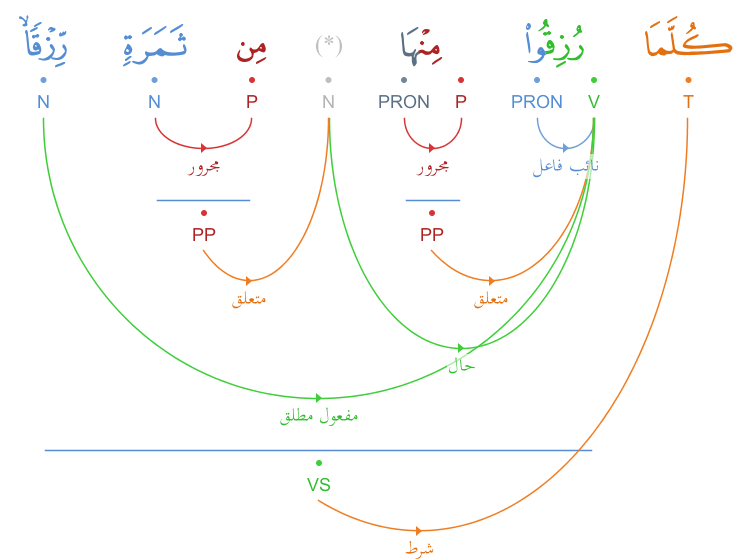 كُلَّمَا رُزِقُوا۟ مِنْهَا (*) مِن ثَمَرَةٍ رِّزْقًۭا ۙ
T V PRON P PRON N P N N
نائب فاعل مجرور مجرور
PP PP
متعلق متعلق
حال
مفعول مطلق
VS
شرط